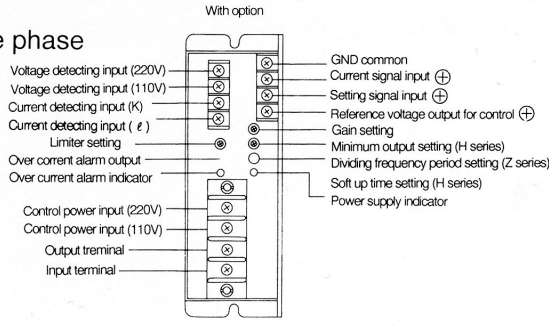 With option
e phase
Voltage detecting input (220V)
Voltage detecting input (110V)
Current detecting input (K)
Current detecting input ( ℓ )
Limiter setting
Over corrent alarm output
Over current alarm indicator
Control power input (220V)
Control power input (110V)
Output treminal
Input terminal
GND common
Current signal input ⊕
Setting signal input ⊕
Reference voltage output for control ⊕
Gain setting
Minimum output setting (H series)
Dividing frequency period setting (Z series)
Soft up time setting (H series)
Power supply indicator